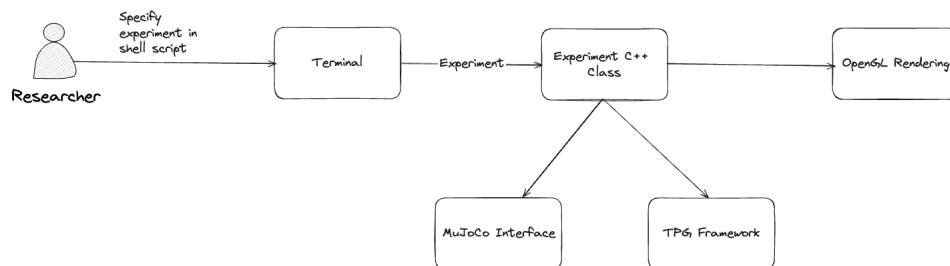 Specify
experiment in
shell script
Researcher
Terminal
Experiment
Experiment C++
Class
OpenGL Rendering
MuJoCo Interface
TPG Framework